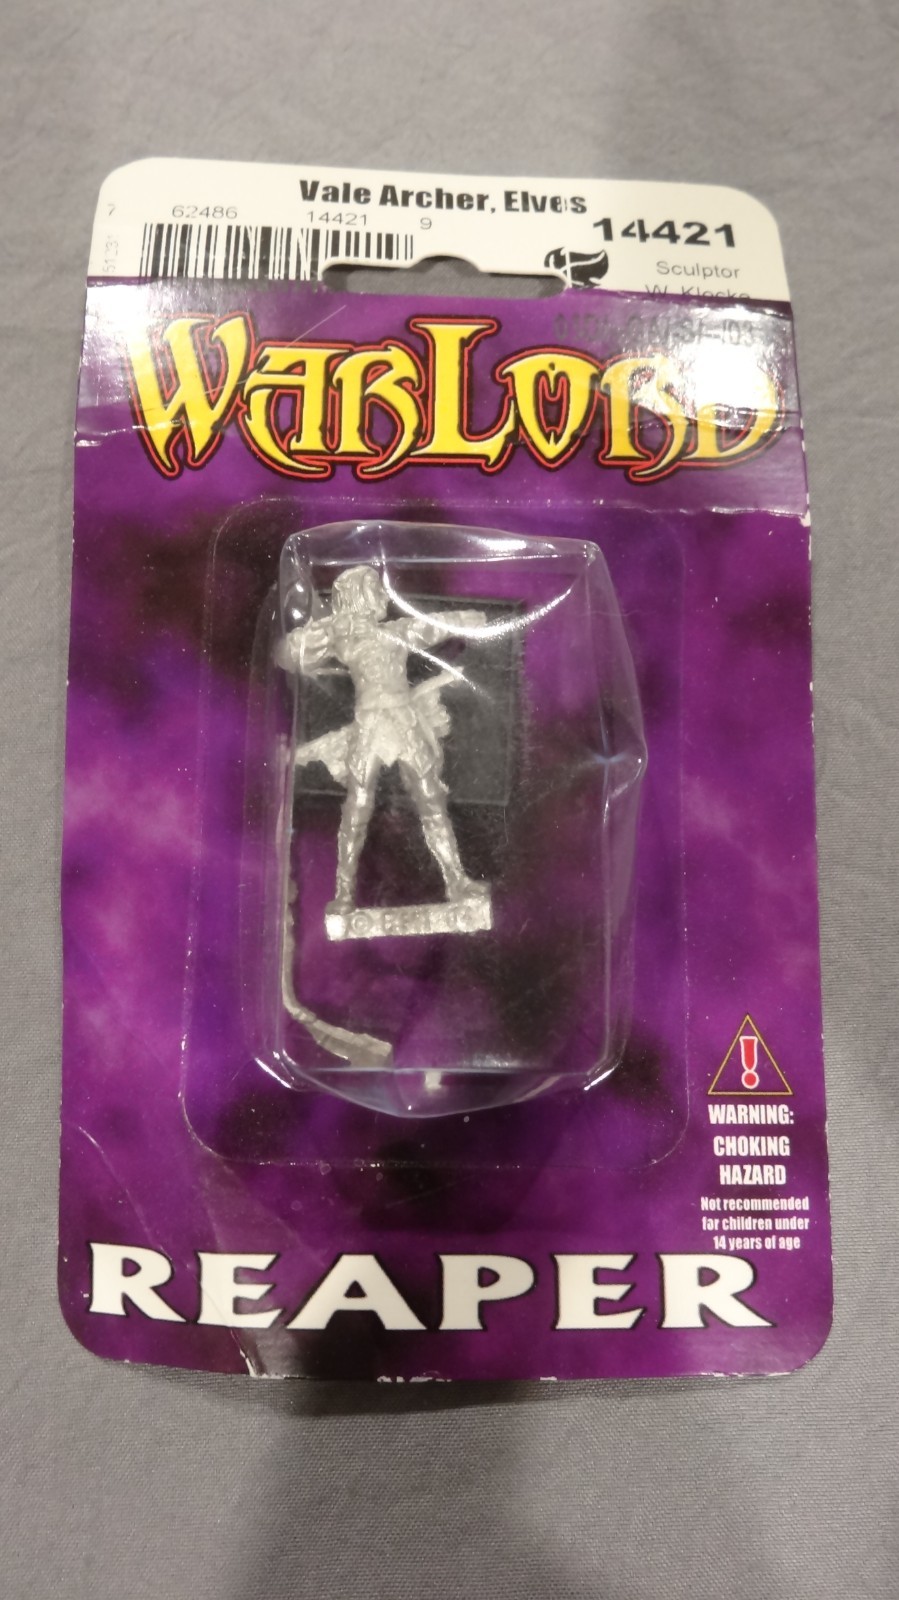 Vale Archer, Elves
7 62486 14421 9
14421
Sculptor
WARLORD
WARNING:
CHOKING
HAZARD
Not recommended
for children under
14 years of age
REAPER